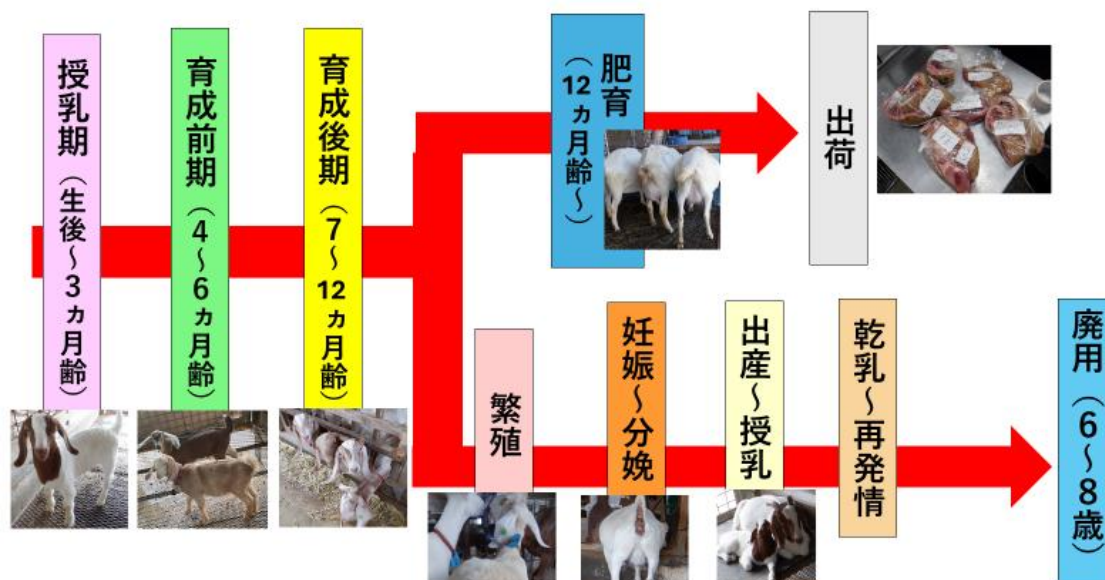 授乳期（生後～3ヵ月齢）
育成前期（4～6ヵ月齢）
育成後期（7～12ヵ月齢）
肥育
（12ヵ月齢～）
出荷
繁殖
妊娠～分娩
出産～授乳
乾乳～再発情
廃用（6～8歳）